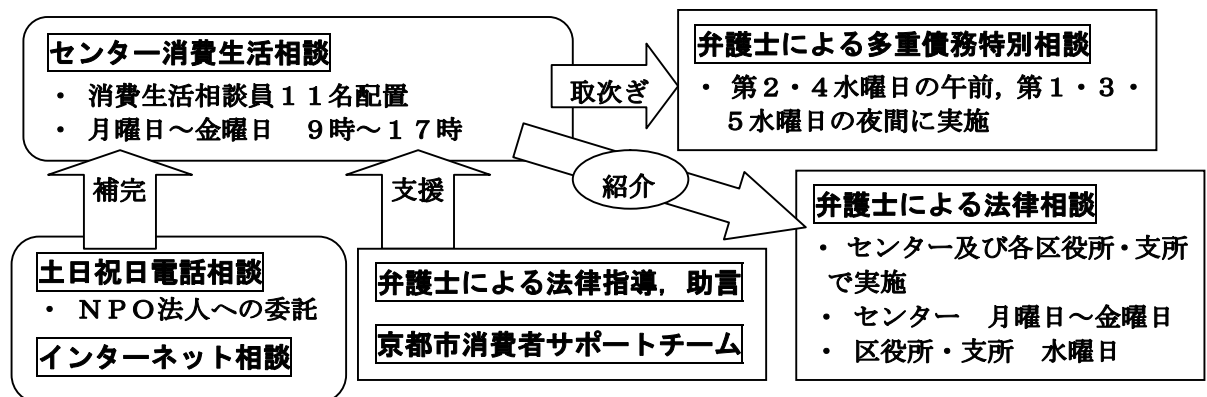 センター消費生活相談
・ 消費生活相談員１１名配置
・ 月曜日～金曜日　９時～１７時
取次ぎ
弁護士による多重債務特別相談
・ 第２・４水曜日の午前，第１・３・
５水曜日の夜間に実施
補完
支援
紹介
弁護士による法律相談
・ センター及び各区役所・支所
で実施
・ センター　月曜日～金曜日
・ 区役所・支所　水曜日
土日祝日電話相談
・ ＮＰＯ法人への委託
インターネット相談
弁護士による法律指導，助言
京都市消費者サポートチーム